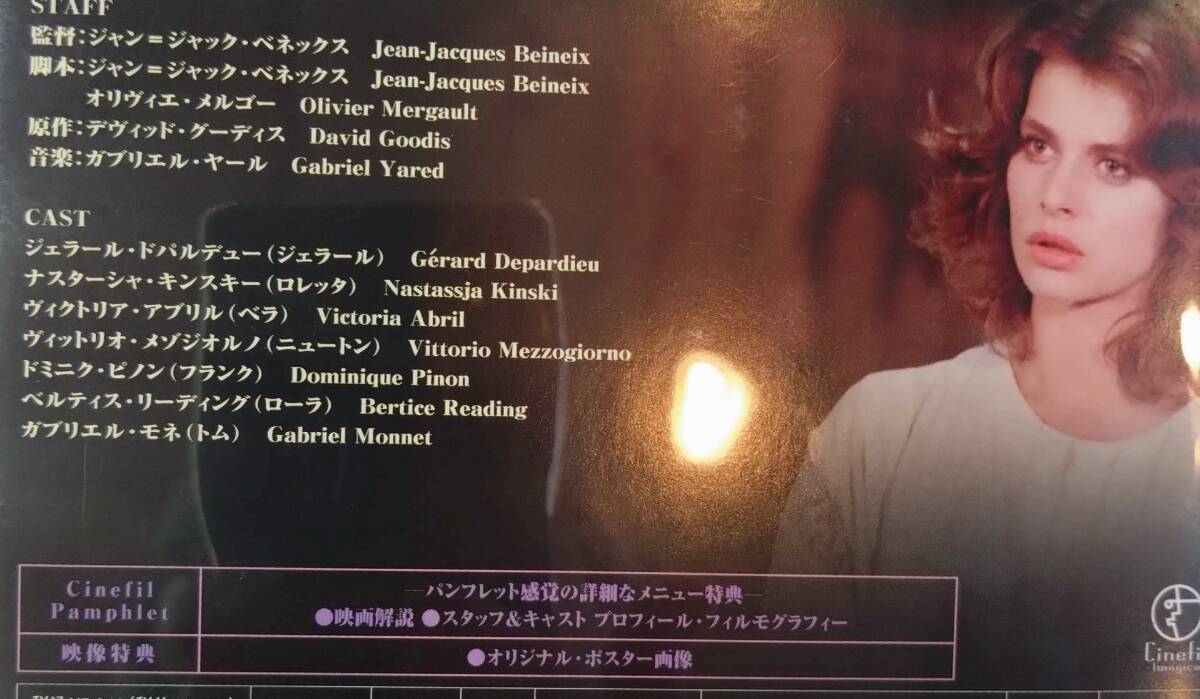 STAFF
監督:ジャン=ジャック・ベネックス Jean-Jacques Beineix
脚本:ジャン=ジャック・ベネックス Jean-Jacques Beineix
オリヴィエ・メルゴー Olivier Mergault
原作:デヴィッド・グーディス David Goodis
音楽:ガブリエル・ヤール Gabriel Yared
CAST
ジェラール・ドパルデュー(ジェラール) Gérard Depardieu
ナスターシャ・キンスキー(ロレッタ) Nastassja Kinski
ヴィクトリア・アブリル(ベラ) Victoria Abril
ヴィットリオ・メゾジオルノ(ニュートン) Vittorio Mezzogiorno
ドミニク・ピノン(フランク) Dominique Pinon
ベルティス・リーディング(ローラ) Bertice Reading
ガブリエル・モネ(トム) Gabriel Monnet
Cinefil Pamphlet
—パンフレット感覚の詳細なメニュー特典—
●映画解説 ●スタッフ&キャスト プロフィール・フィルモグラフィー
映像特典
●オリジナル・ポスター画像
Cinefil
Imagica